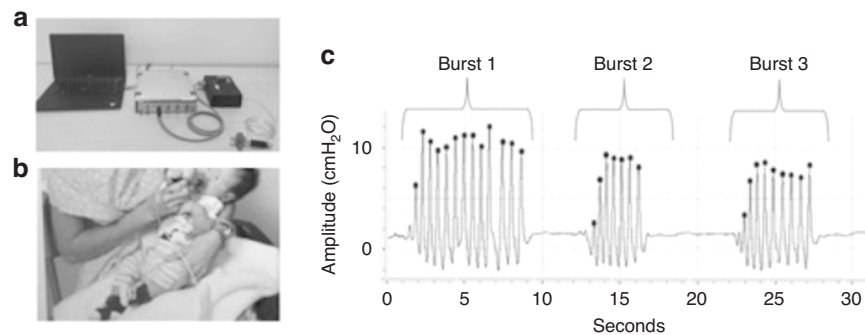 a
b
c
Burst 1 Burst 2 Burst 3
Amplitude (cmH₂O)
10
0
0 5 10 15 20 25 30
Seconds